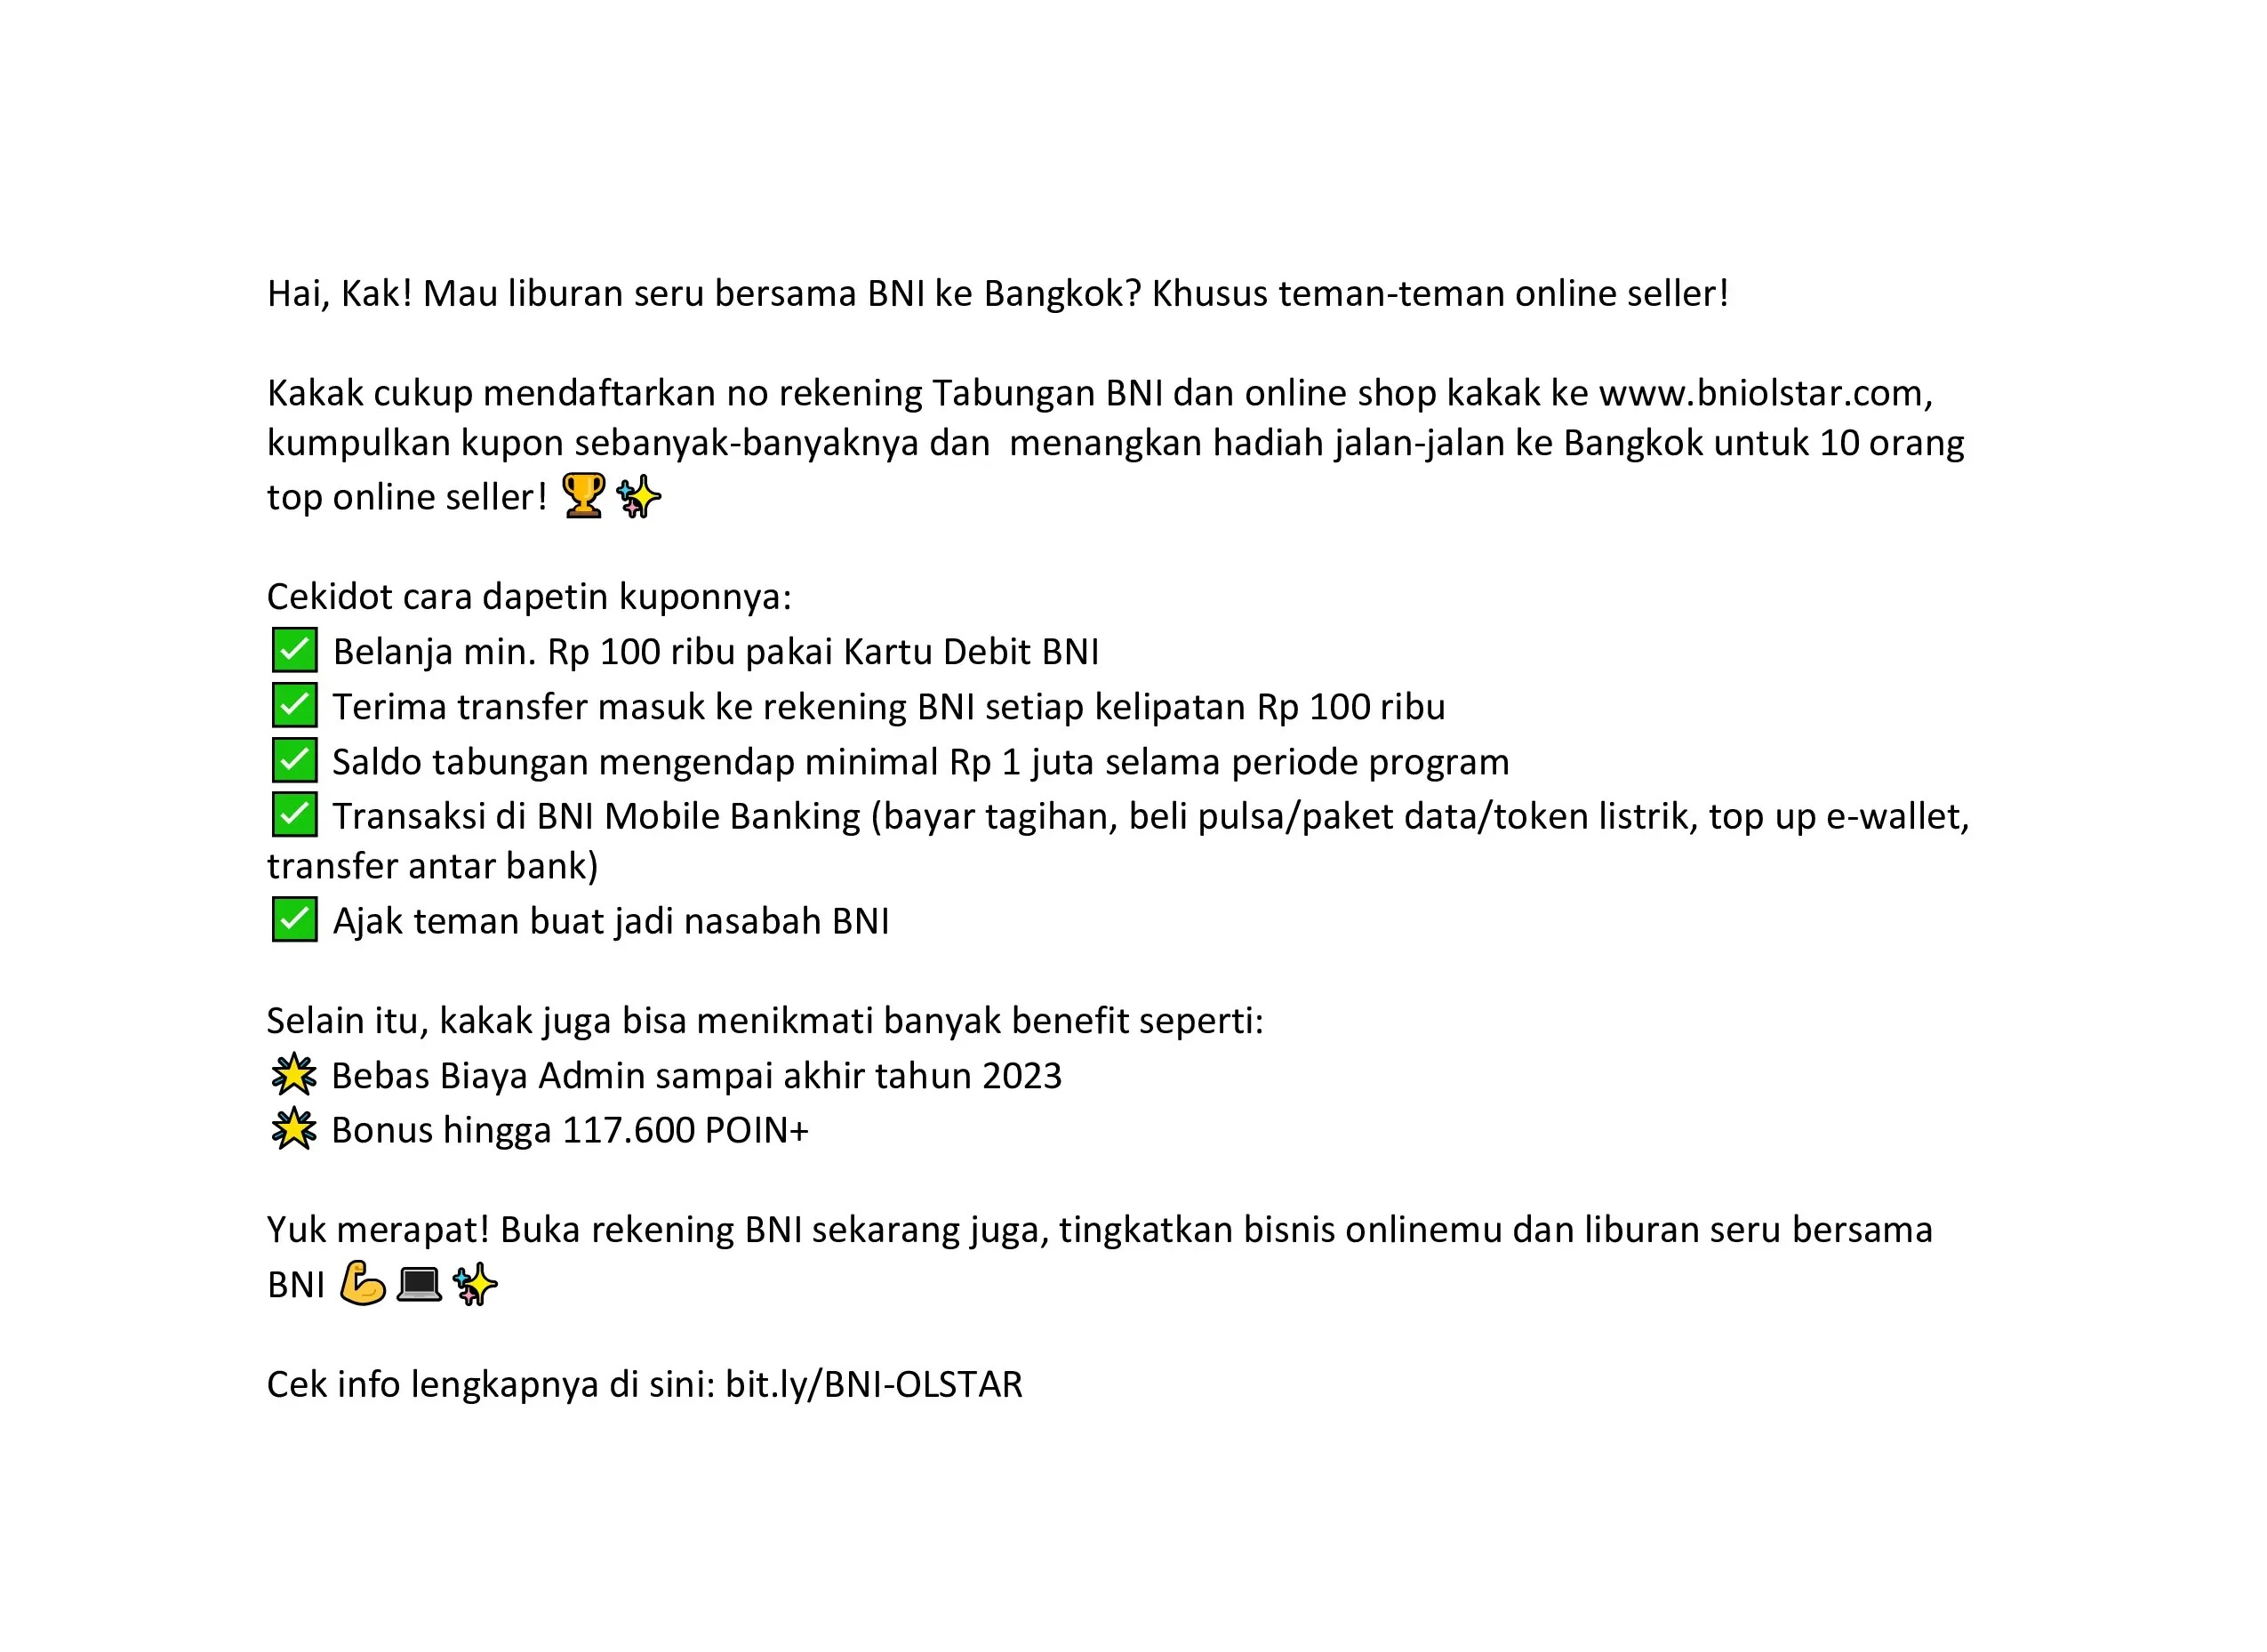 Hai, Kak! Mau liburan seru bersama BNI ke Bangkok? Khusus teman-teman online seller!
Kakak cukup mendaftarkan no rekening Tabungan BNI dan online shop kakak ke www.bniolstar.com,
kumpulkan kupon sebanyak-banyaknya dan  menangkan hadiah jalan-jalan ke Bangkok untuk 10 orang
top online seller! 🏆✨
Cekidot cara dapetin kuponnya:
✅ Belanja min. Rp 100 ribu pakai Kartu Debit BNI
✅ Terima transfer masuk ke rekening BNI setiap kelipatan Rp 100 ribu
✅ Saldo tabungan mengendap minimal Rp 1 juta selama periode program
✅ Transaksi di BNI Mobile Banking (bayar tagihan, beli pulsa/paket data/token listrik, top up e-wallet,
transfer antar bank)
✅ Ajak teman buat jadi nasabah BNI
Selain itu, kakak juga bisa menikmati banyak benefit seperti:
🌟 Bebas Biaya Admin sampai akhir tahun 2023
🌟 Bonus hingga 117.600 POIN+
Yuk merapat! Buka rekening BNI sekarang juga, tingkatkan bisnis onlinemu dan liburan seru bersama
BNI 💪💻✨
Cek info lengkapnya di sini: bit.ly/BNI-OLSTAR